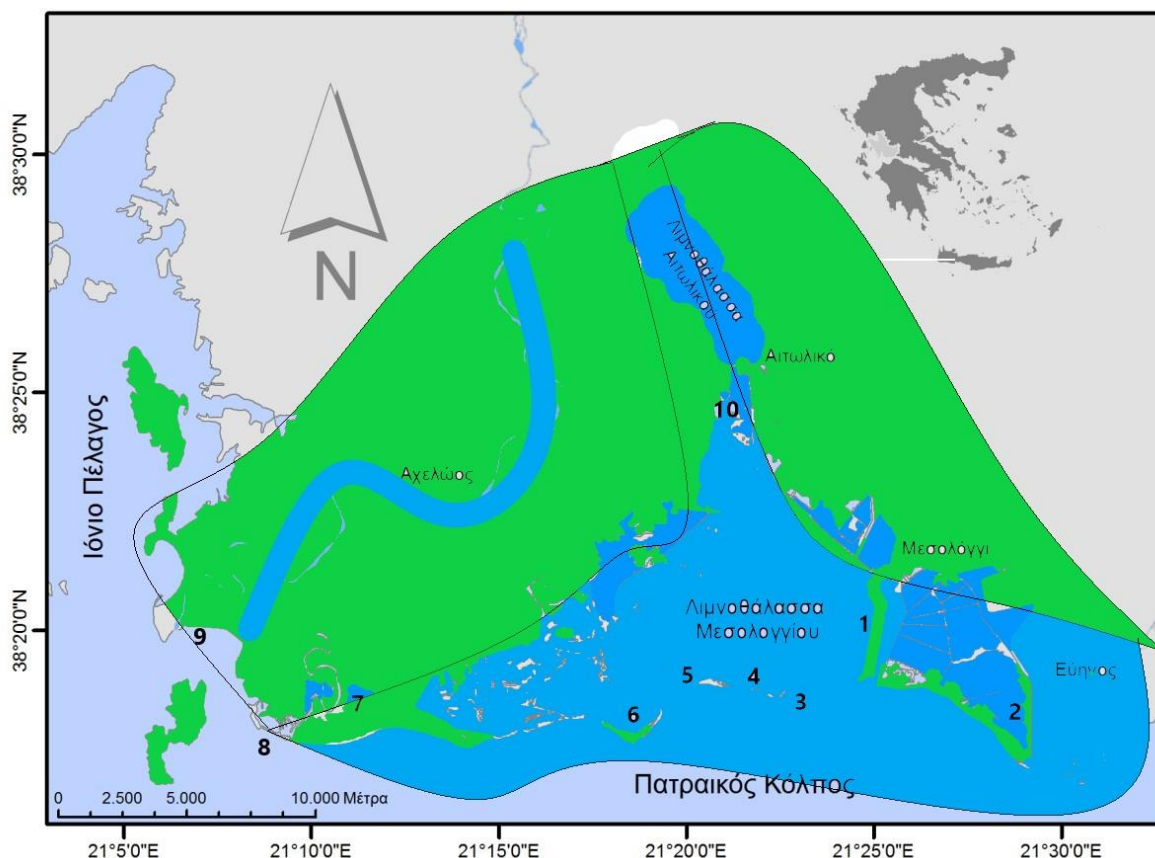 38°30'0"N
38°25'0"N
38°20'0"N
N
Ιόνιο Πέλαγος
Αχελώος
Λιμνοθάλασσα
Αιτωλικού
Αιτωλικό
10
Μεσολόγγι
Λιμνοθάλασσα
Μεσολογγίου
1
Εύηνος
9
5
4
3
7
6
2
8
Πατραικός Κόλπος
0 2.500 5.000 10.000 Μέτρα
21°5'0"E 21°10'0"E 21°15'0"E 21°20'0"E 21°25'0"E 21°30'0"E